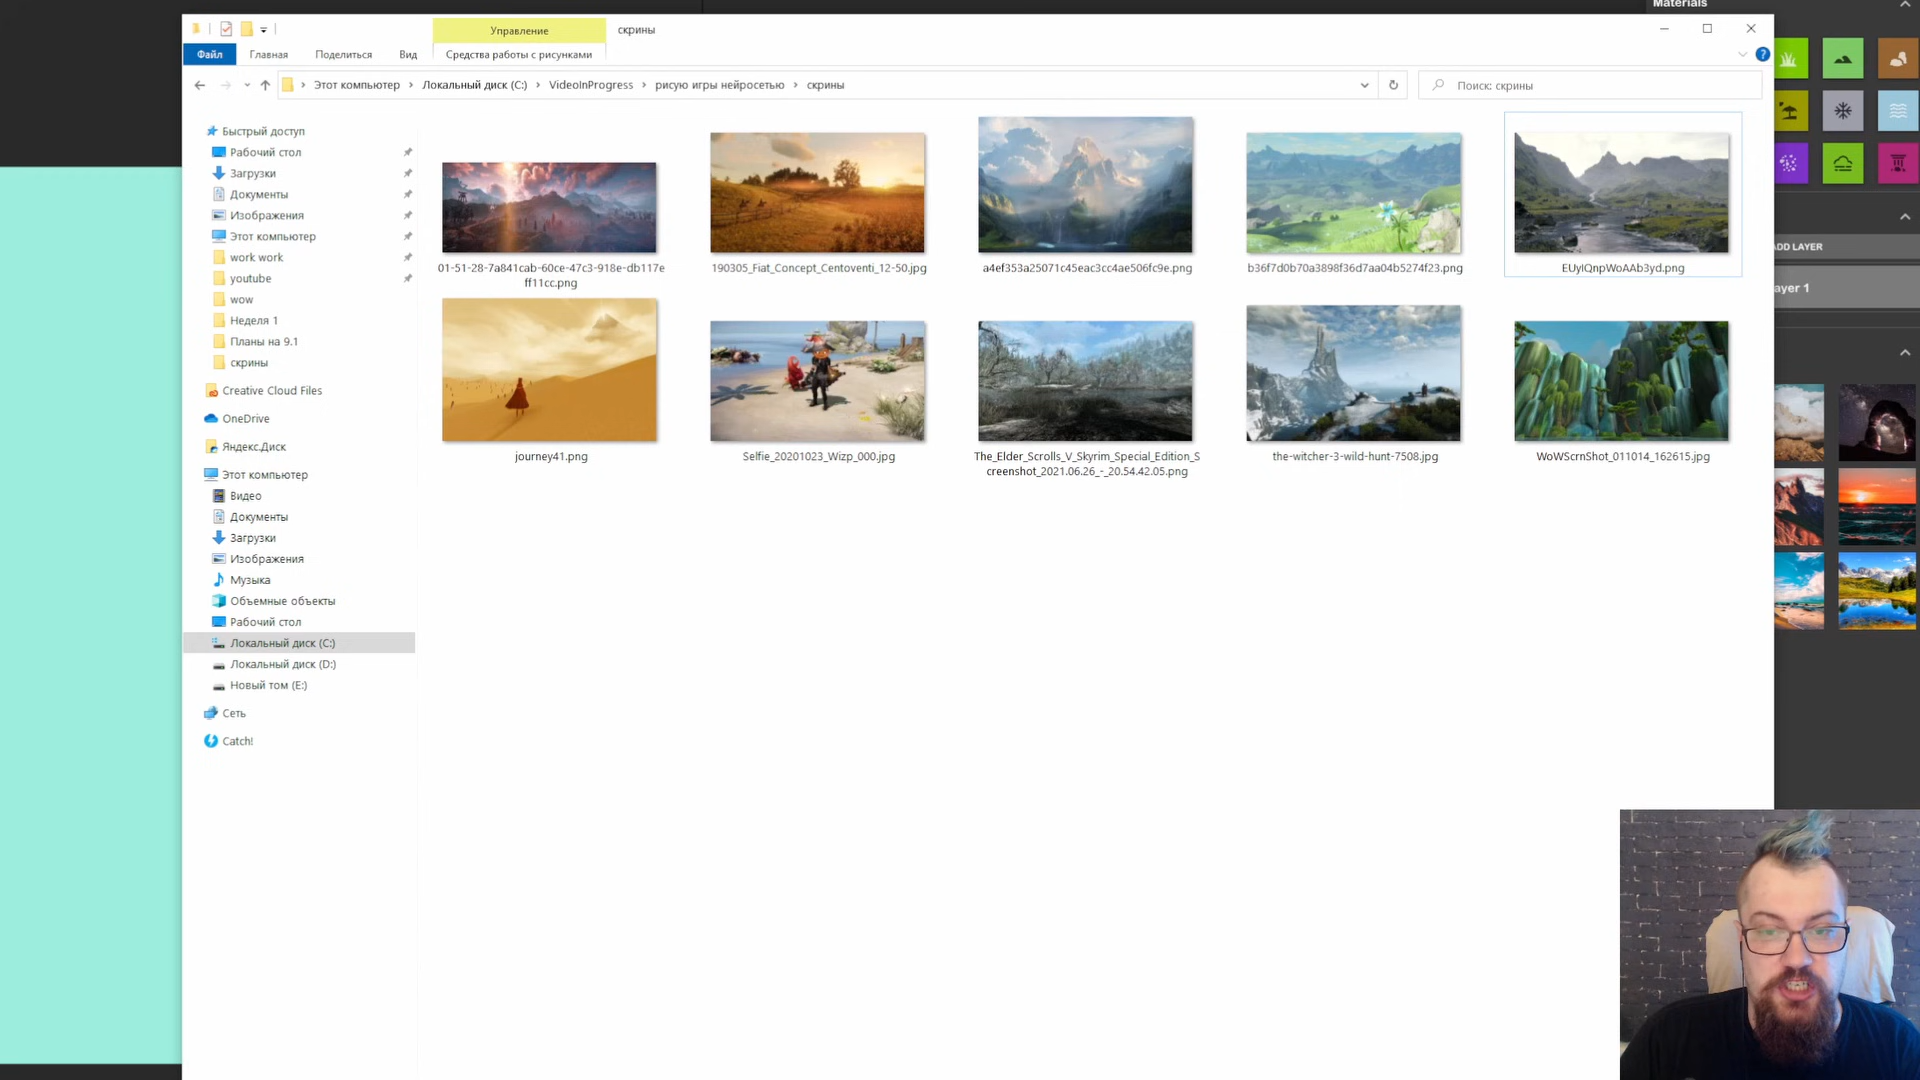 Materials
Управление
скрины
Файл
Главная
Поделиться
Вид
Средства работы с рисунками
Этот компьютер
Локальный диск (C:)
VideoInProgress
рисую игры нейросетью
скрины
Поиск: скрины
Быстрый доступ
Рабочий стол
Загрузки
Документы
Изображения
Этот компьютер
work work
youtube
wow
Неделя 1
Планы на 9.1
скрины
Creative Cloud Files
OneDrive
Яндекс.Диск
Этот компьютер
Видео
Документы
Загрузки
Изображения
Музыка
Объемные объекты
Рабочий стол
Локальный диск (C:)
Локальный диск (D:)
Новый том (E:)
Сеть
Catch!
01-51-28-7a841cab-60ce-47c3-918e-db117e
ff11cc.png
190305_Fiat_Concept_Centoventi_12-50.jpg
a4ef353a25071c45eac3cc4ae506fc9e.png
b36f7d0b70a3898f36d7aa04b5274f23.png
EUyIQnpWoAAb3yd.png
journey41.png
Selfie_20201023_Wizp_000.jpg
The_Elder_Scrolls_V_Skyrim_Special_Edition_S
creenshot_2021.06.26_-_20.54.42.05.png
the-witcher-3-wild-hunt-7508.jpg
WoWScrnShot_011014_162615.jpg
ADD LAYER
ayer 1